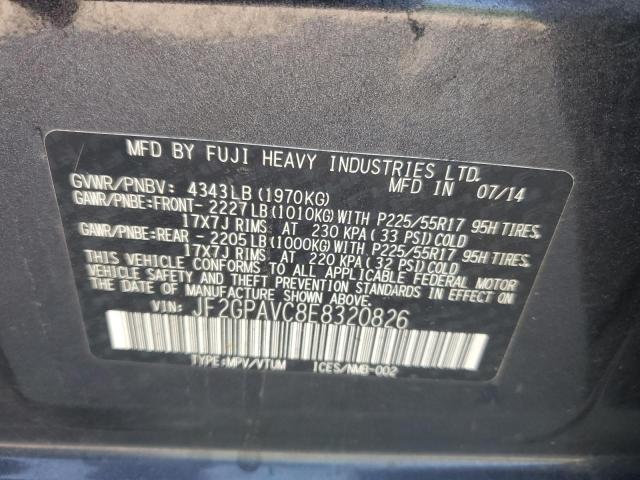 MFD BY FUJI HEAVY INDUSTRIES LTD.
MFD IN 07/14
GVWR/PNBV: 4343LB(1970KG)
GAWR/PNBE:FRONT- 2227LB(1010KG)WITH P225/55R17 95H TIRES,
17X7J RIMS AT 230 KPA(33 PSI)COLD
GAWR/PNBE:REAR - 2205LB(1000KG)WITH P225/55R17 95H TIRES,
17X7J RIMS AT 220 KPA(32 PSI)COLD
THIS VEHICLE CONFORMS TO ALL APPLICABLE FEDERAL MOTOR
VEHICLE SAFETY AND THEFT PREVENTION STANDARDS IN EFFECT ON
THE DATE OF MANUFACTURE SHOWN ABOVE.
VIN: JF2GPAVC8E8320826
TYPE:MPV/VTUM ICES/NMB-002